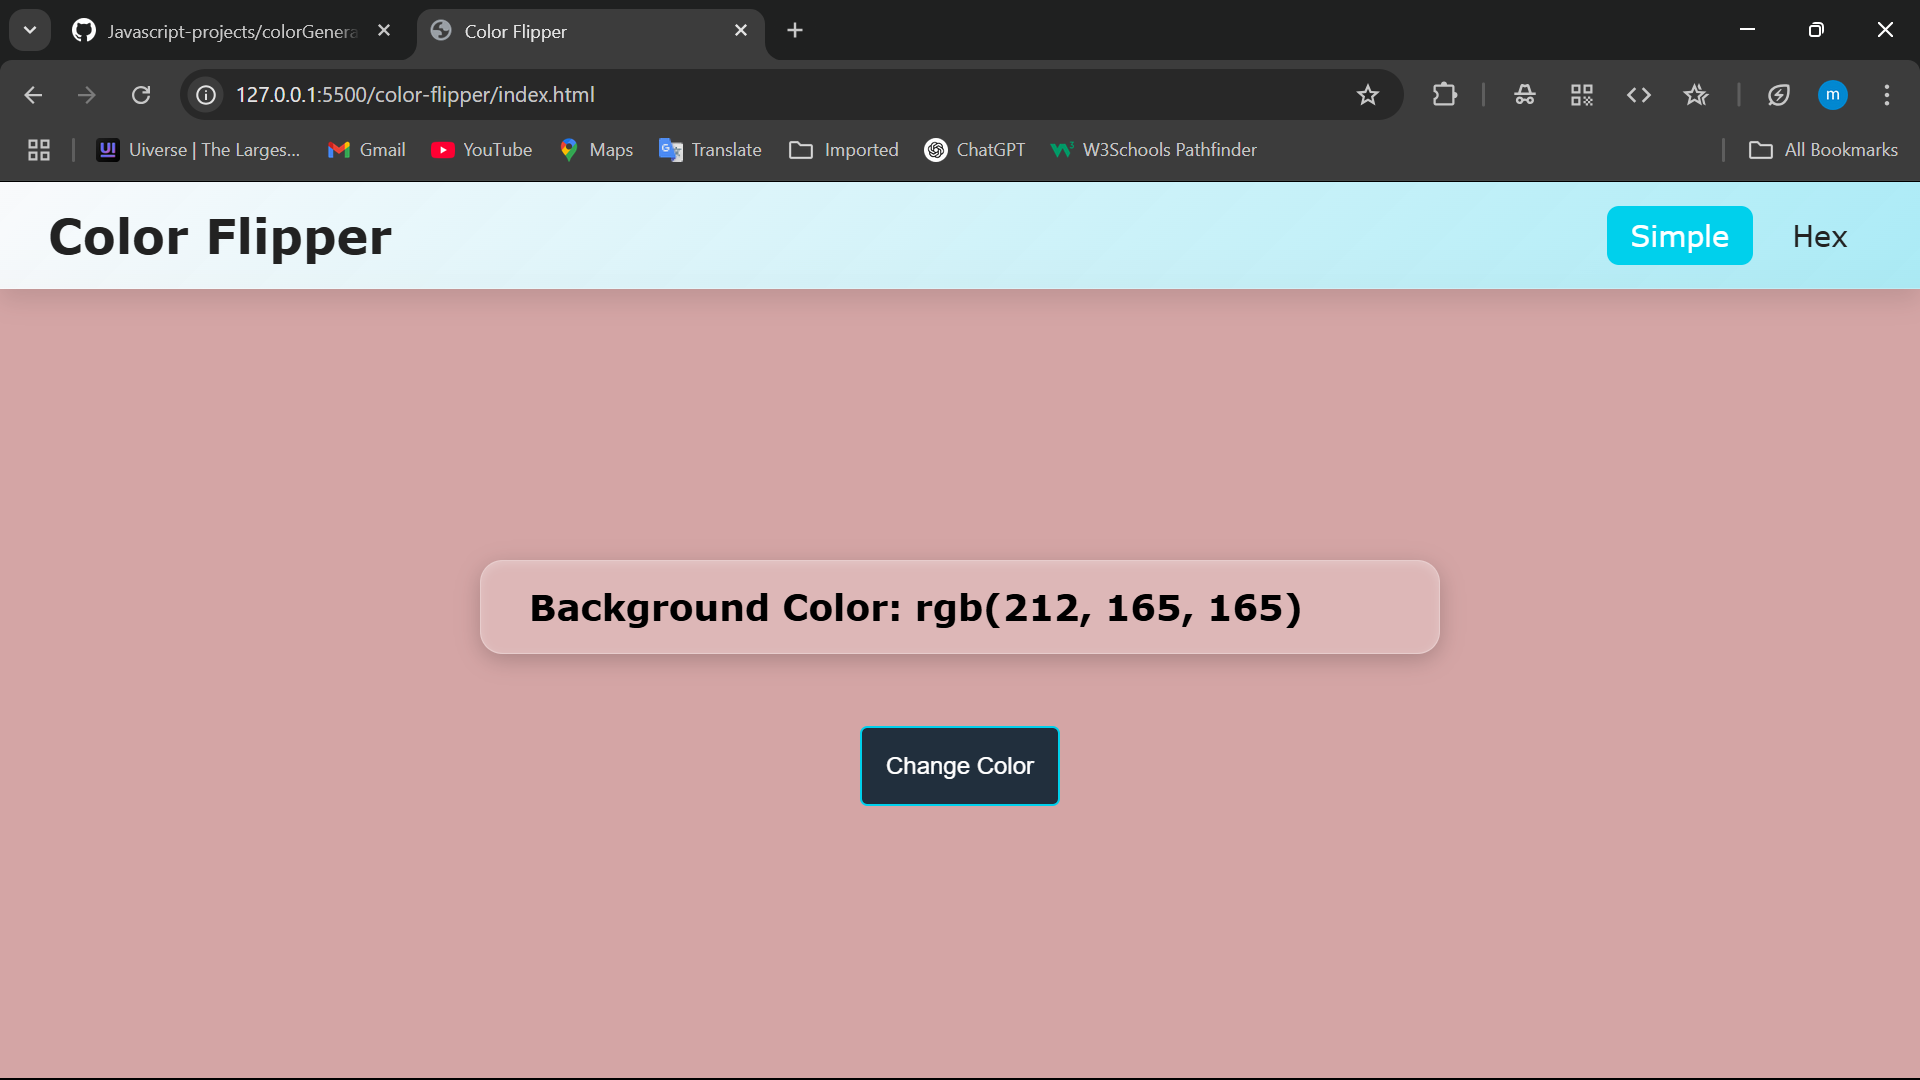 Javascript-projects/colorGenera
Color Flipper
127.0.0.1:5500/color-flipper/index.html
m
UI Uiverse | The Larges...
Gmail
YouTube
Maps
Translate
Imported
ChatGPT
W3Schools Pathfinder
All Bookmarks
Color Flipper
Simple
Hex
Background Color: rgb(212, 165, 165)
Change Color